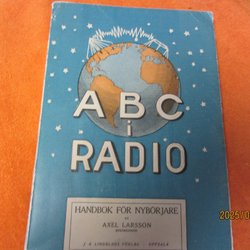 ABC
i
RADIO
HANDBOK FÖR NYBÖRJARE
AV
AXEL LARSSON
J. A. LINDBLADS FÖRLAG - UPPSALA